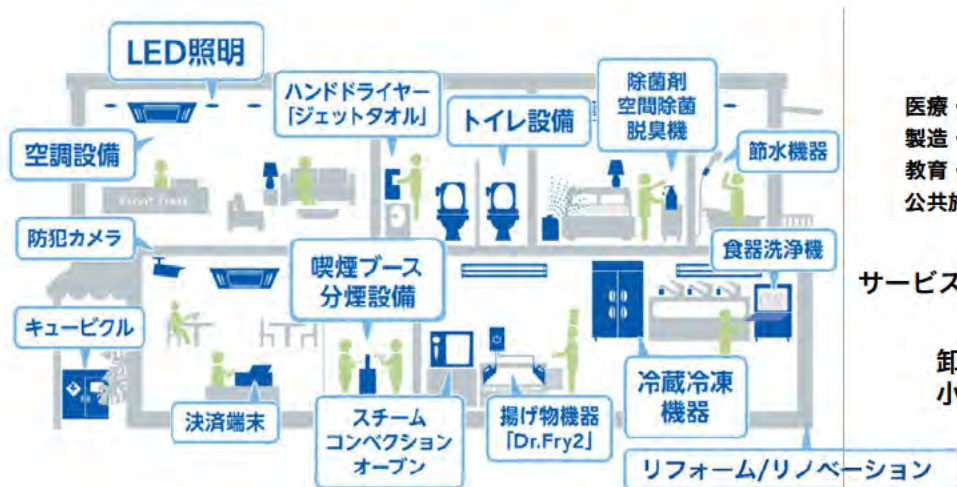 LED照明
ハンドドライヤー
「ジェットタオル」
トイレ設備
除菌剤
空間除菌
脱臭機
空調設備
節水機器
防犯カメラ
喫煙ブース
分煙設備
食器洗浄機
キュービクル
決済端末
スチーム
コンベクション
オーブン
揚げ物機器
「Dr.Fry2」
冷蔵冷凍
機器
リフォーム/リノベーション
医療・
製造・
教育・
公共施
サービス
卸
小